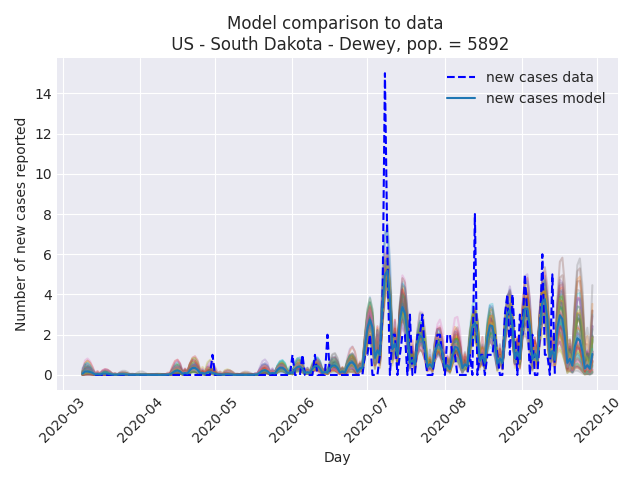 Model comparison to data
US - South Dakota - Dewey, pop. = 5892
new cases data
new cases model
Number of new cases reported
14
12
10
8
6
4
2
0
2020-03
2020-04
2020-05
2020-06
2020-07
2020-08
2020-09
2020-10
Day